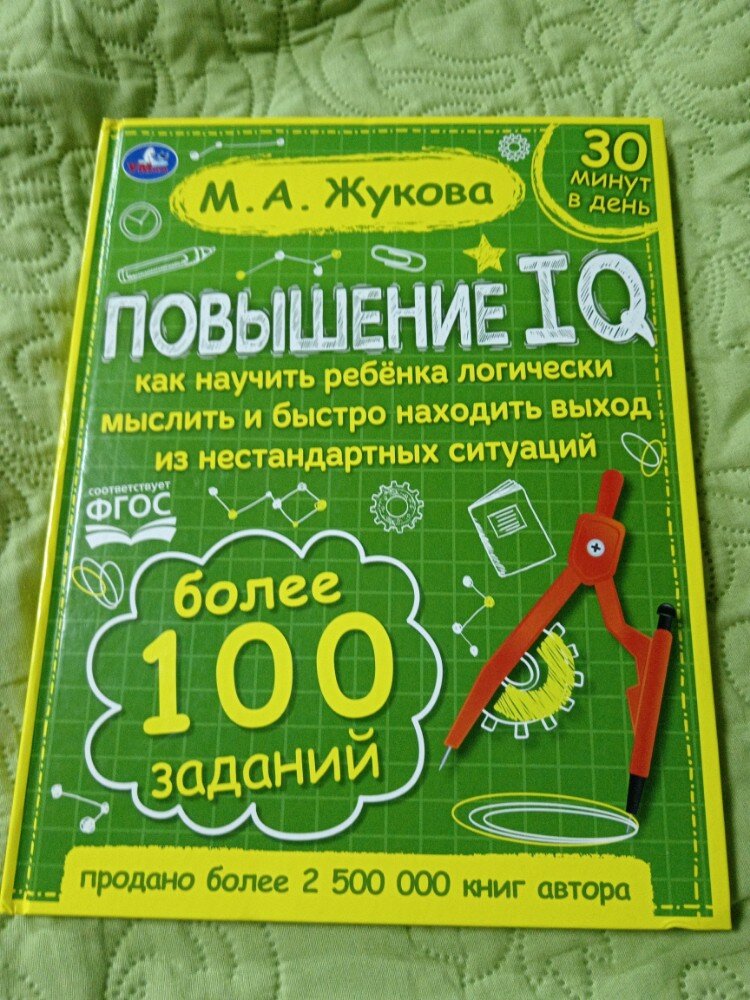 УМка
М.А. Жукова
30
минут
в день
ПОВЫШЕНИЕ IQ
как научить ребёнка логически
мыслить и быстро находить выход
из нестандартных ситуаций
соответствует
ФГОС
более
100
заданий
продано более 2 500 000 книг автора